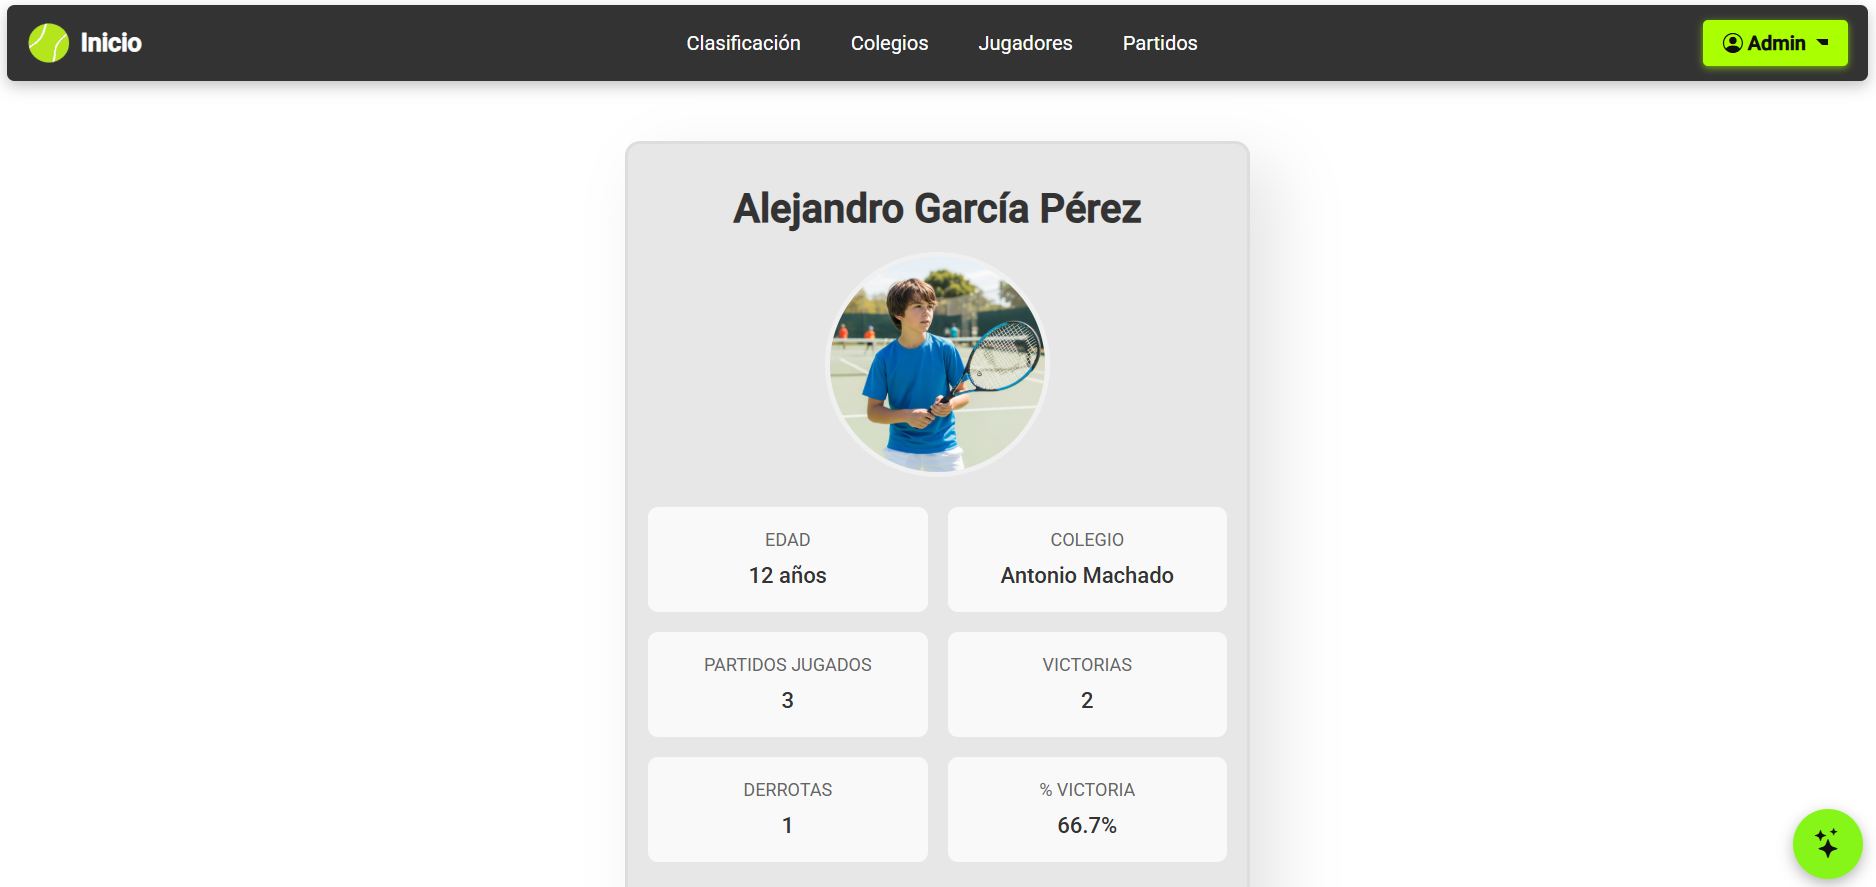 Inicio
Clasificación
Colegios
Jugadores
Partidos
Admin
Alejandro García Pérez
EDAD
12 años
COLEGIO
Antonio Machado
PARTIDOS JUGADOS
3
VICTORIAS
2
DERROTAS
1
% VICTORIA
66.7%